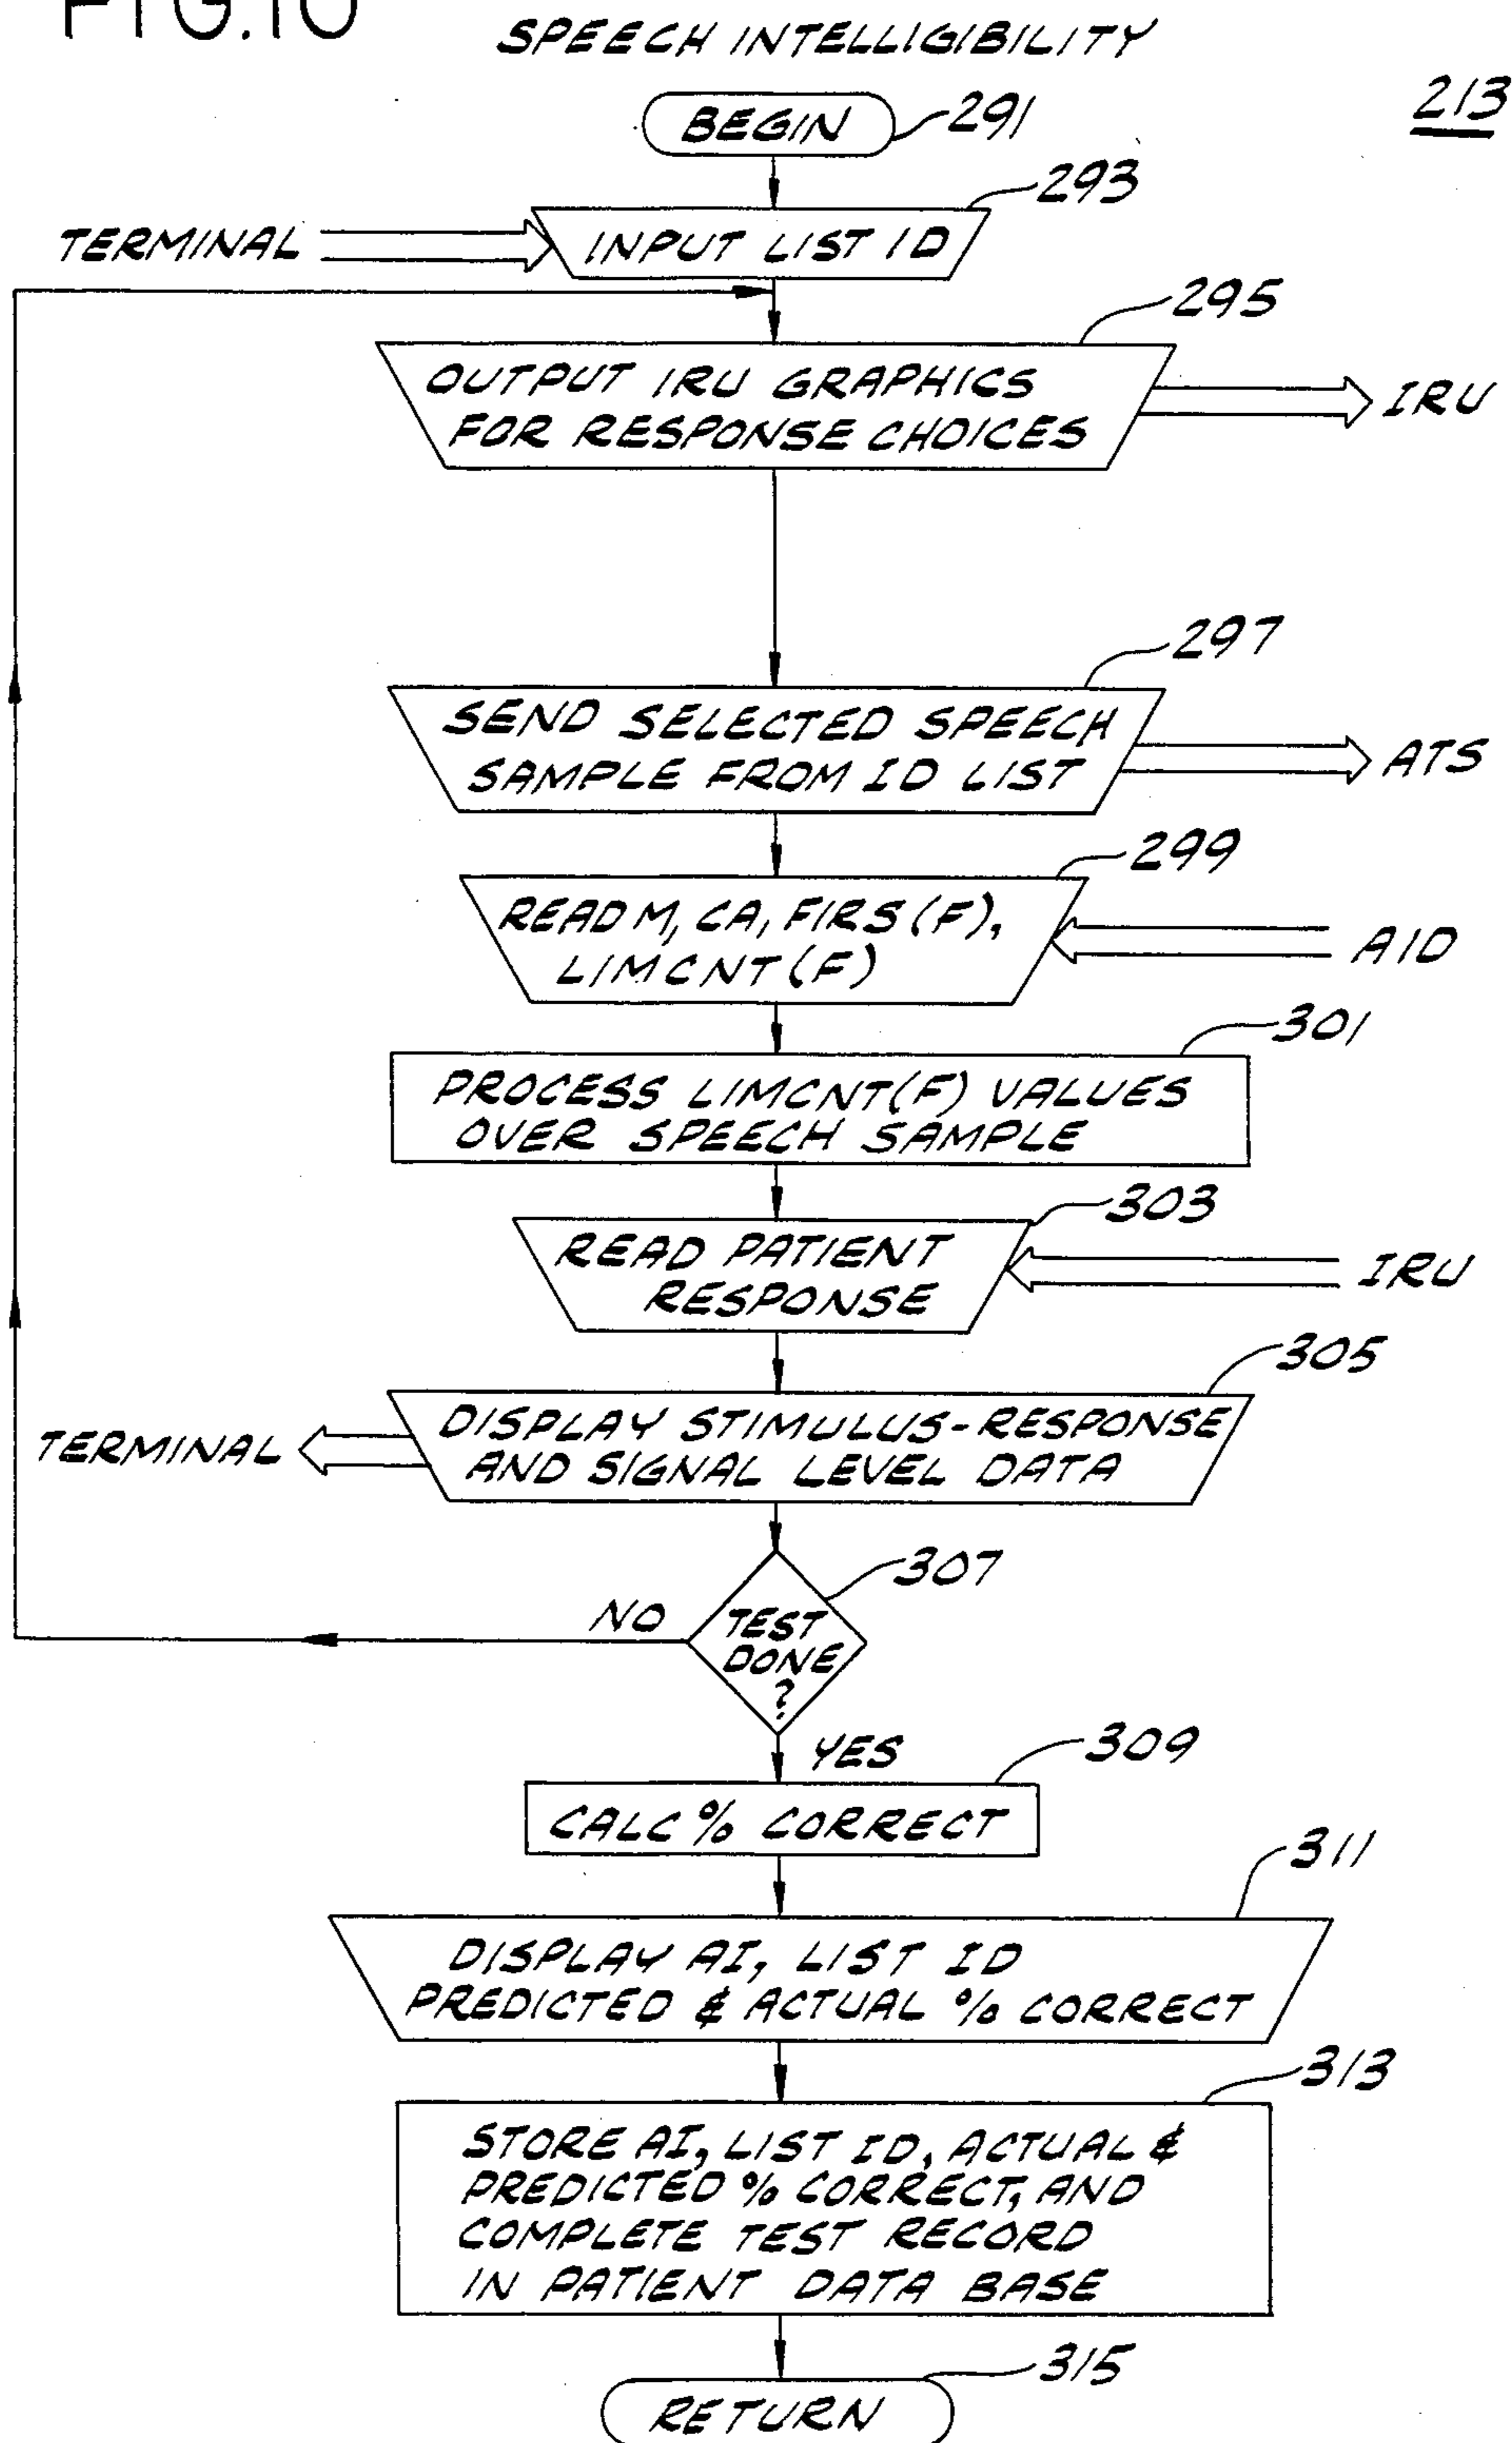 FIG.10
SPEECH INTELLIGIBILITY
213
BEGIN
291
293
TERMINAL
INPUT LIST ID
295
OUTPUT IRU GRAPHICS
FOR RESPONSE CHOICES
IRU
297
SEND SELECTED SPEECH
SAMPLE FROM ID LIST
ATS
299
READ M, CA, FIRS(F),
LIMCNT(F)
AID
301
PROCESS LIMCNT(F) VALUES
OVER SPEECH SAMPLE
303
READ PATIENT
RESPONSE
IRU
305
TERMINAL
DISPLAY STIMULUS-RESPONSE
AND SIGNAL LEVEL DATA
307
NO
TEST
DONE
?
YES
309
CALC % CORRECT
311
DISPLAY AI, LIST ID
PREDICTED & ACTUAL % CORRECT
313
STORE AI, LIST ID, ACTUAL &
PREDICTED % CORRECT, AND
COMPLETE TEST RECORD
IN PATIENT DATA BASE
315
RETURN